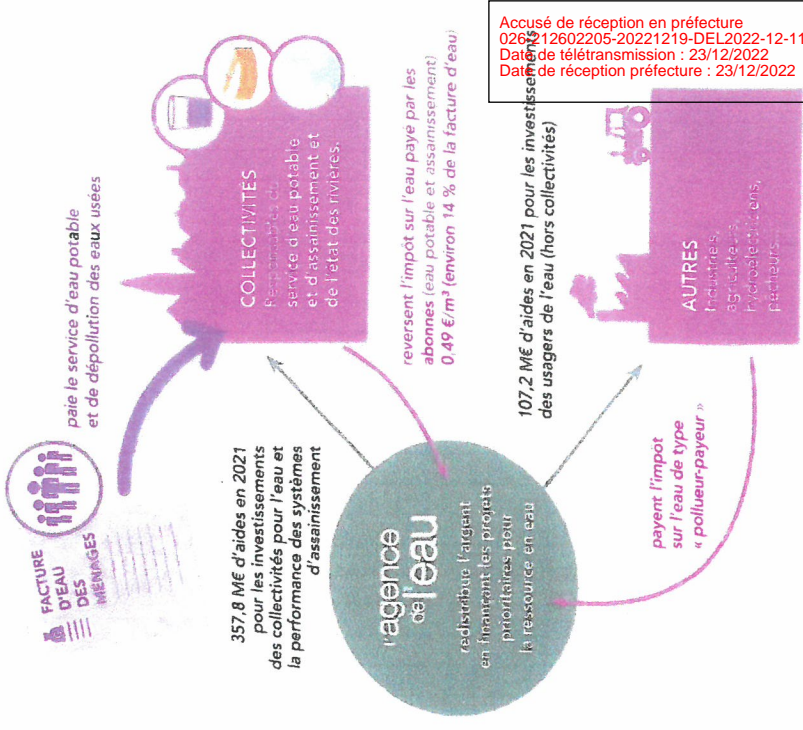 Accusé de réception en préfecture
026-212602205-20221219-DEL2022-12-11
Date de télétransmission : 23/12/2022
Date de réception préfecture : 23/12/2022
FACTURE
D'EAU
DES
MÉNAGES
paie le service d'eau potable
et de dépollution des eaux usées
COLLECTIVITÉS
Responsables du
service d'eau potable
et d'assainissement et
de l'état des rivières.
357,8 M€ d'aides en 2021
pour les investissements
des collectivités pour l'eau et
la performance des systèmes
d'assainissement
reversent l'impôt sur l'eau payé par les
abonnés (eau potable et assainissement)
0,49 €/m³ (environ 14 % de la facture d'eau)
l'agence
de l'eau
redistribue l'argent
en finançant les projets
prioritaires pour
la ressource en eau
107,2 M€ d'aides en 2021 pour les investissements
des usagers de l'eau (hors collectivités)
AUTRES
Industriels,
agriculteurs,
hydroélectriciens,
pêcheurs...
payent l'impôt
sur l'eau de type
« pollueur-payeur »